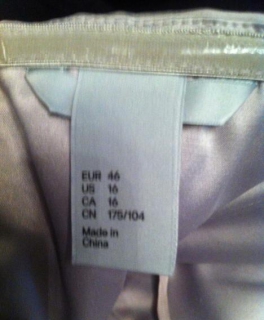 EUR 46
US 16
CA 16
CN 175/104
Made in
China